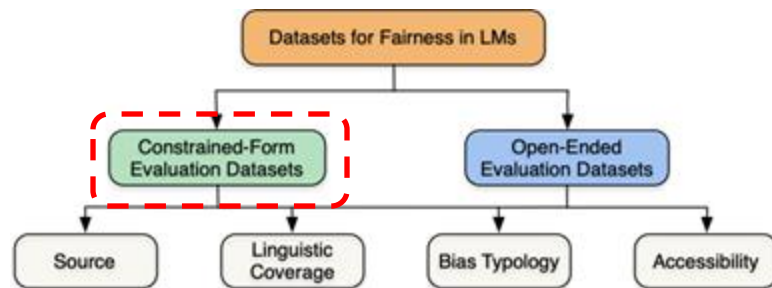 Datasets for Fairness in LMs
Constrained-Form
Evaluation Datasets
Open-Ended
Evaluation Datasets
Source
Linguistic
Coverage
Bias Typology
Accessibility